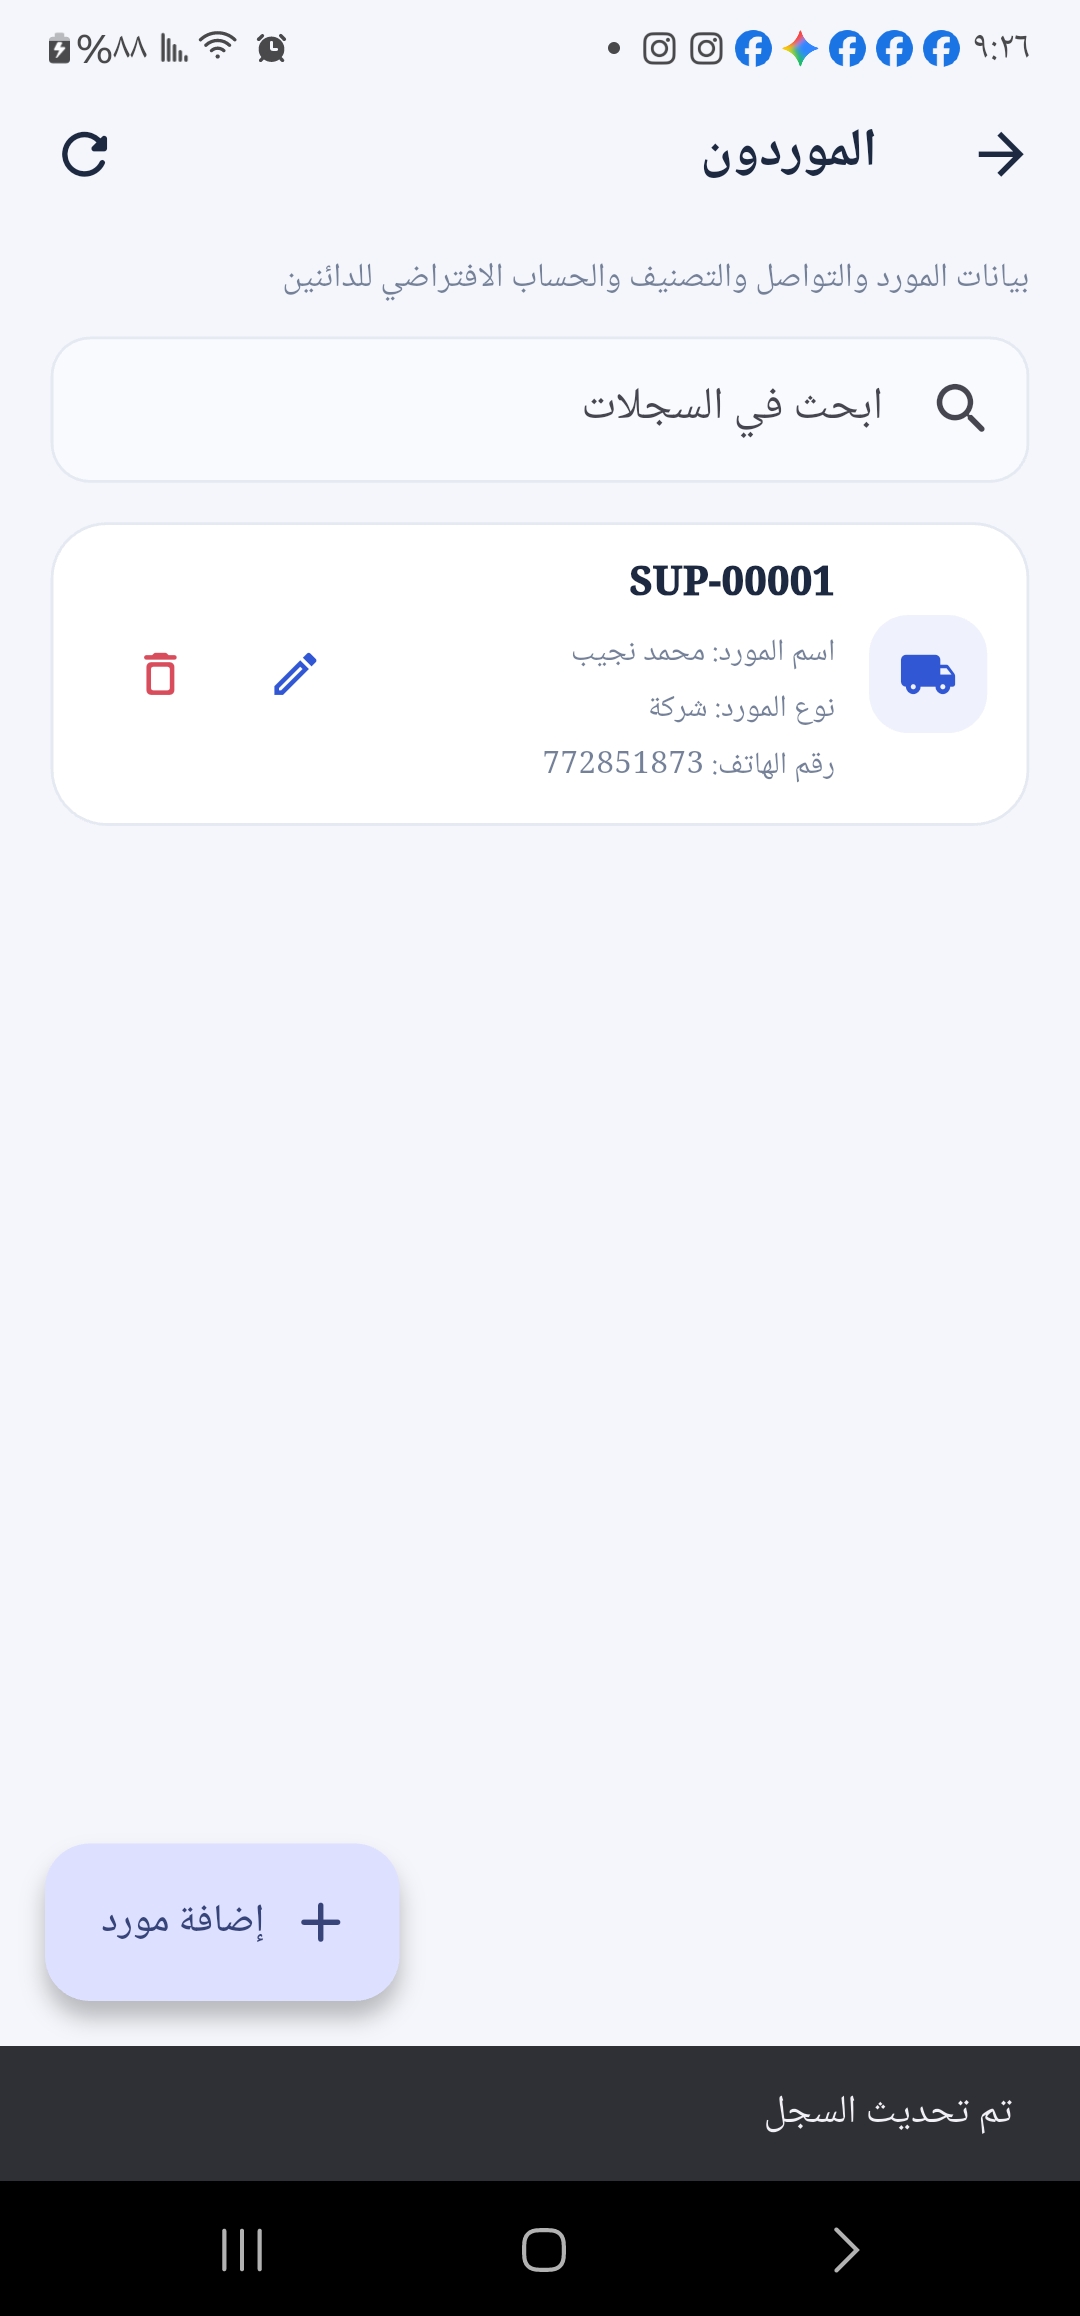 ٩:٢٦
%٨٨
الموردون
بيانات المورد والتواصل والتصنيف والحساب الافتراضي للدائنين
ابحث في السجلات
SUP-00001
اسم المورد: محمد نجيب
نوع المورد: شركة
رقم الهاتف: 772851873
إضافة مورد
تم تحديث السجل